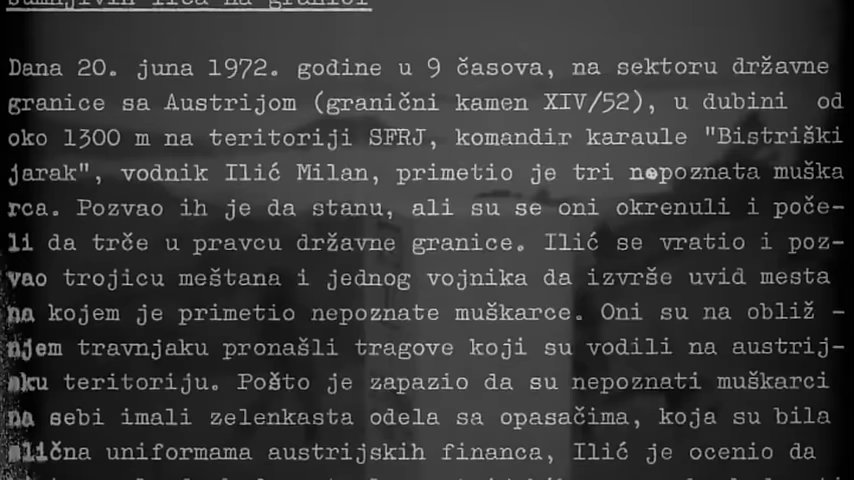 sumnjivih lica na granici
Dana 20. juna 1972. godine u 9 časova, na sektoru državne
granice sa Austrijom (granični kamen XIV/52), u dubini od
oko 1300 m na teritoriji SFRJ, komandir karaule "Bistriški
jarak", vodnik Ilić Milan, primetio je tri nepoznata muška
rca. Pozvao ih je da stanu, ali su se oni okrenuli i poče-
li da trče u pravcu državne granice. Ilić se vratio i poz-
vao trojicu meštana i jednog vojnika da izvrše uvid mesta
na kojem je primetio nepoznate muškarce. Oni su na obliž -
njem travnjaku pronašli tragove koji su vodili na austrij-
sku teritoriju. Pošto je zapazio da su nepoznati muškarci
na sebi imali zelenkasta odela sa opasačima, koja su bila
slična uniformama austrijskih financa, Ilić je ocenio da